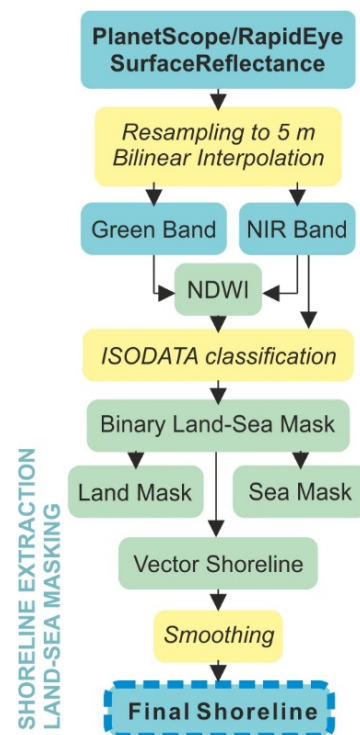 PlanetScope/RapidEye
SurfaceReflectance
Resampling to 5 m
Bilinear Interpolation
Green Band
NIR Band
NDWI
ISODATA classification
Binary Land-Sea Mask
Land Mask
Sea Mask
Vector Shoreline
Smoothing
Final Shoreline
SHORELINE EXTRACTION
LAND-SEA MASKING